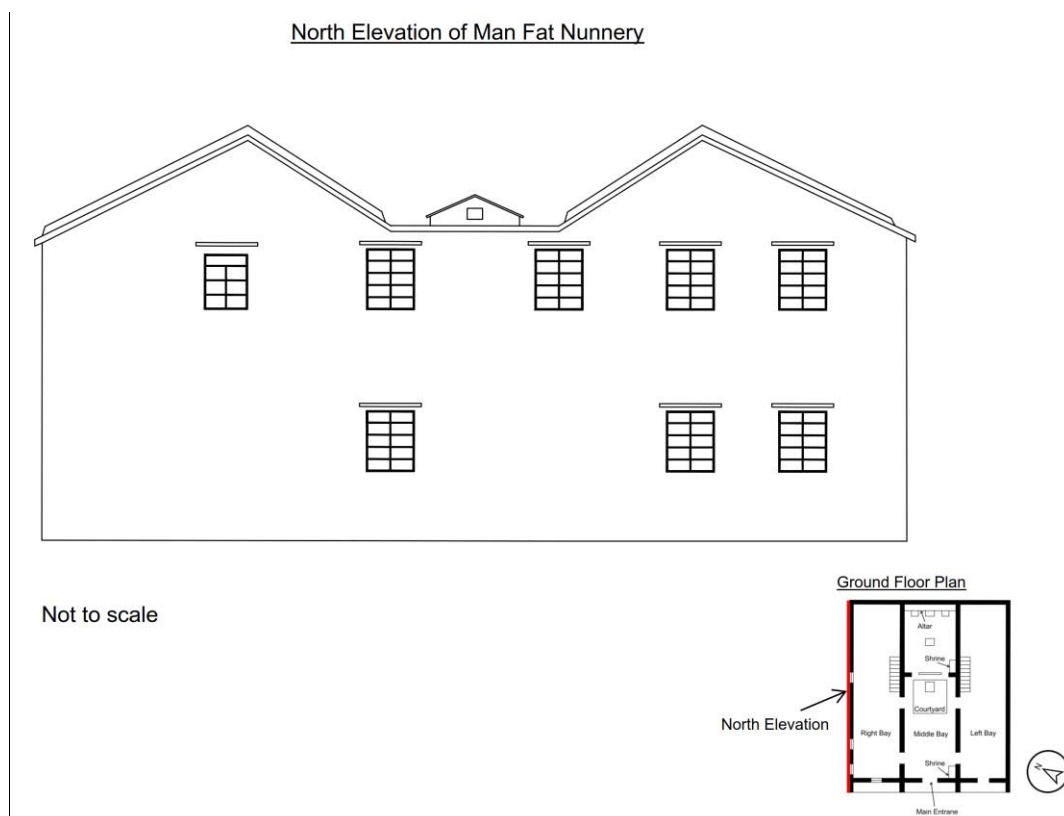 North Elevation of Man Fat Nunnery
Not to scale
Ground Floor Plan
Altar
Shrine
Courtyard
North Elevation
Right Bay
Middle Bay
Left Bay
Shrine
Main Entrane
N